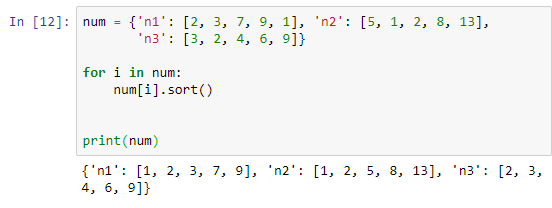 In [12]: num = {'n1': [2, 3, 7, 9, 1], 'n2': [5, 1, 2, 8, 13],
'n3': [3, 2, 4, 6, 9]}
for i in num:
num[i].sort()
print(num)
{'n1': [1, 2, 3, 7, 9], 'n2': [1, 2, 5, 8, 13], 'n3': [2, 3,
4, 6, 9]}